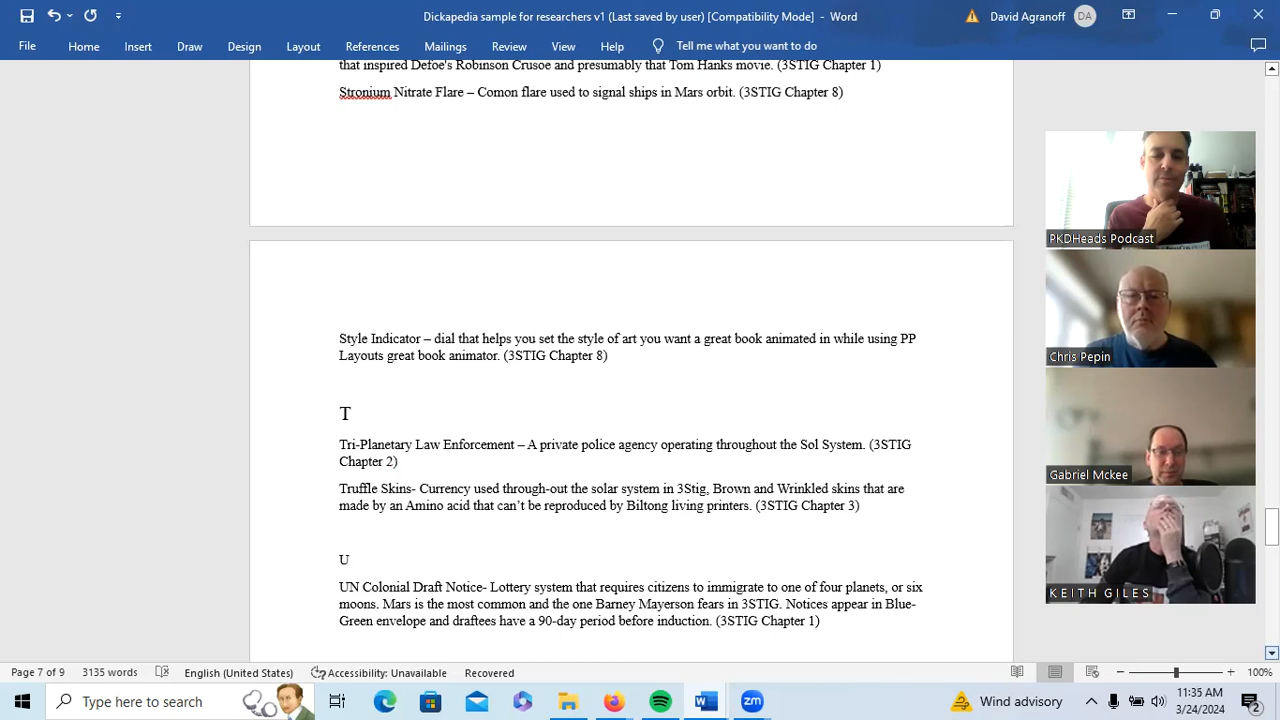 Dickapedia sample for researchers v1 (Last saved by user) [Compatibility Mode] - Word
David Agranoff
DA
File Home Insert Draw Design Layout References Mailings Review View Help Tell me what you want to do
that inspired Defoe's Robinson Crusoe and presumably that Tom Hanks movie. (3STIG Chapter 1)
Stronium Nitrate Flare – Comon flare used to signal ships in Mars orbit. (3STIG Chapter 8)
Style Indicator – dial that helps you set the style of art you want a great book animated in while using PP
Layouts great book animator. (3STIG Chapter 8)
T
Tri-Planetary Law Enforcement – A private police agency operating throughout the Sol System. (3STIG
Chapter 2)
Truffle Skins- Currency used through-out the solar system in 3Stig, Brown and Wrinkled skins that are
made by an Amino acid that can’t be reproduced by Biltong living printers. (3STIG Chapter 3)
U
UN Colonial Draft Notice- Lottery system that requires citizens to immigrate to one of four planets, or six
moons. Mars is the most common and the one Barney Mayerson fears in 3STIG. Notices appear in Blue-
Green envelope and draftees have a 90-day period before induction. (3STIG Chapter 1)
PKDHeads Podcast
Chris Pepin
Gabriel Mckee
KEITH GILES
Page 7 of 9 3135 words English (United States) Accessibility: Unavailable Recovered 100%
Type here to search
W
zm
Wind advisory
11:35 AM
3/24/2024
2